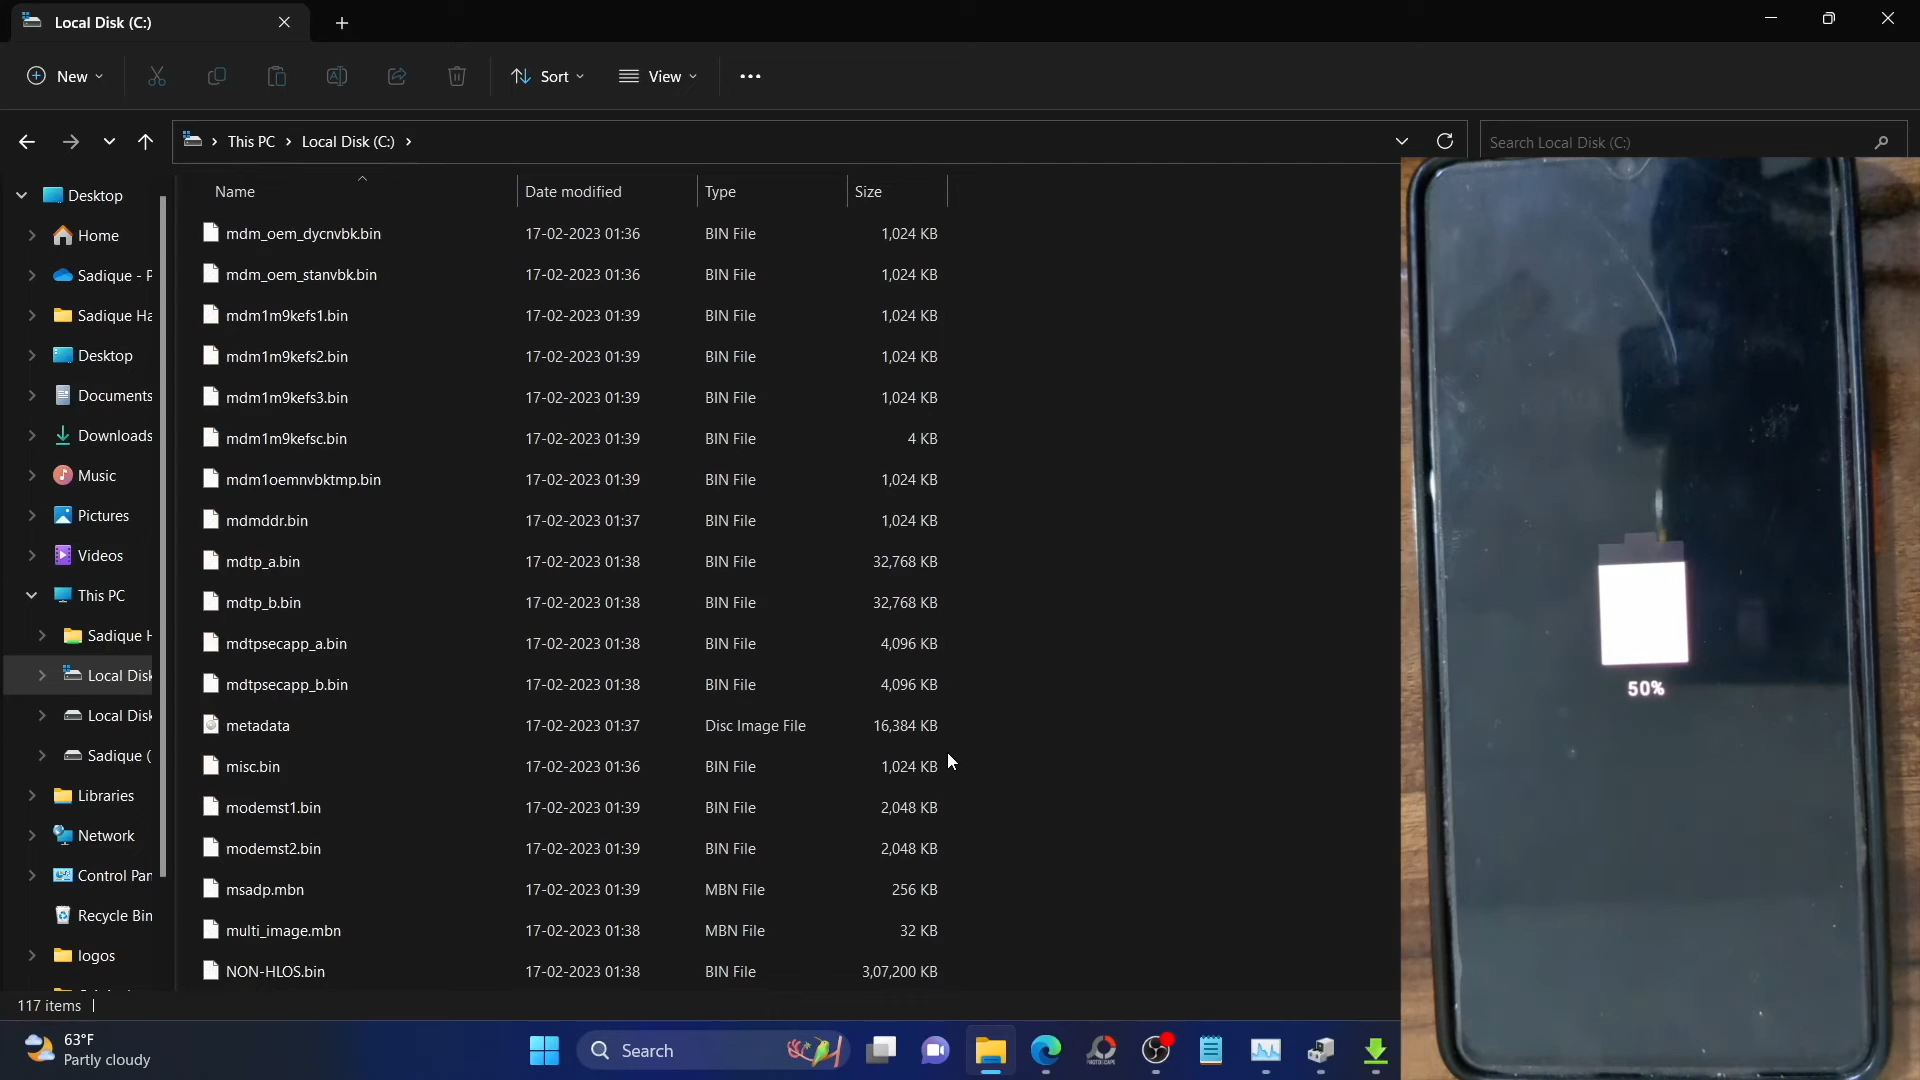 Local Disk (C:)
New
Sort
View
This PC
Local Disk (C:)
Search Local Disk (C:)
Name
Date modified
Type
Size
Desktop
Home
Sadique - P
Sadique Ha
Desktop
Documents
Downloads
Music
Pictures
Videos
This PC
Sadique H
Local Disk
Local Disk
Sadique (
Libraries
Network
Control Pan
Recycle Bin
logos
mdm_oem_dycnvbk.bin 17-02-2023 01:36 BIN File 1,024 KB
mdm_oem_stanvbk.bin 17-02-2023 01:36 BIN File 1,024 KB
mdm1m9kefs1.bin 17-02-2023 01:39 BIN File 1,024 KB
mdm1m9kefs2.bin 17-02-2023 01:39 BIN File 1,024 KB
mdm1m9kefs3.bin 17-02-2023 01:39 BIN File 1,024 KB
mdm1m9kefsc.bin 17-02-2023 01:39 BIN File 4 KB
mdm1oemnvbktmp.bin 17-02-2023 01:39 BIN File 1,024 KB
mdmddr.bin 17-02-2023 01:37 BIN File 1,024 KB
mdtp_a.bin 17-02-2023 01:38 BIN File 32,768 KB
mdtp_b.bin 17-02-2023 01:38 BIN File 32,768 KB
mdtpsecapp_a.bin 17-02-2023 01:38 BIN File 4,096 KB
mdtpsecapp_b.bin 17-02-2023 01:38 BIN File 4,096 KB
metadata 17-02-2023 01:37 Disc Image File 16,384 KB
misc.bin 17-02-2023 01:36 BIN File 1,024 KB
modemst1.bin 17-02-2023 01:39 BIN File 2,048 KB
modemst2.bin 17-02-2023 01:39 BIN File 2,048 KB
msadp.mbn 17-02-2023 01:39 MBN File 256 KB
multi_image.mbn 17-02-2023 01:38 MBN File 32 KB
NON-HLOS.bin 17-02-2023 01:38 BIN File 3,07,200 KB
50%
117 items
63°F
Partly cloudy
Search